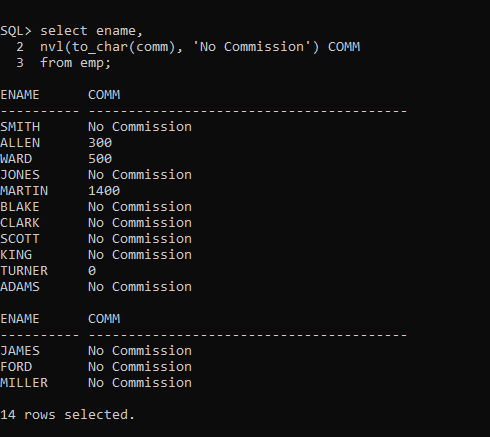 SQL> select ename,
  2  nvl(to_char(comm), 'No Commission') COMM
  3  from emp;
ENAME      COMM
---------- ----------------------------------------
SMITH      No Commission
ALLEN      300
WARD       500
JONES      No Commission
MARTIN     1400
BLAKE      No Commission
CLARK      No Commission
SCOTT      No Commission
KING       No Commission
TURNER     0
ADAMS      No Commission
ENAME      COMM
---------- ----------------------------------------
JAMES      No Commission
FORD       No Commission
MILLER     No Commission
14 rows selected.